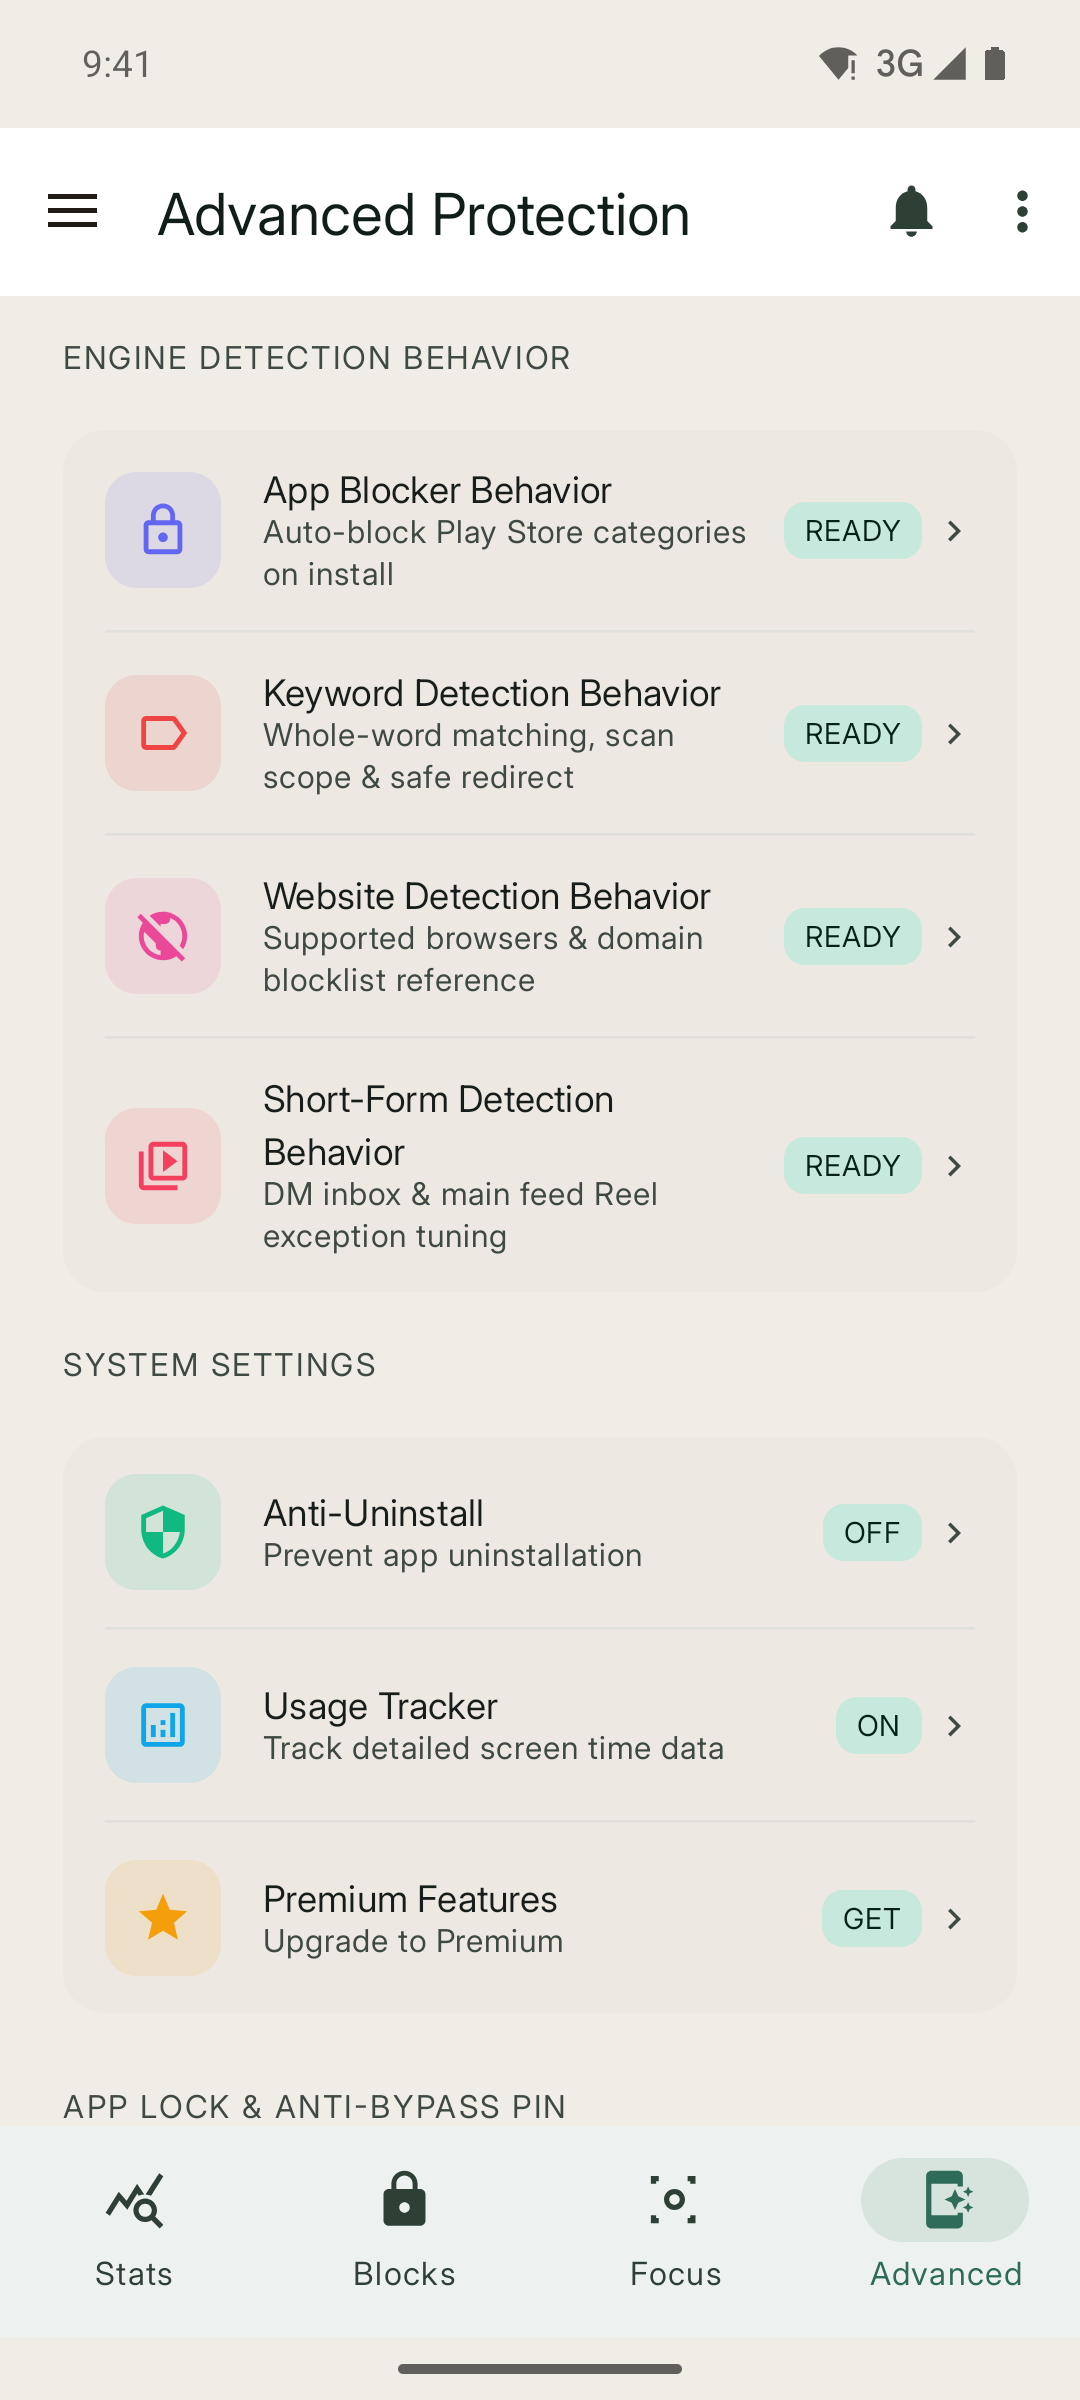 9:41
3G
Advanced Protection
ENGINE DETECTION BEHAVIOR
App Blocker Behavior
Auto-block Play Store categories
on install
READY
Keyword Detection Behavior
Whole-word matching, scan
scope & safe redirect
READY
Website Detection Behavior
Supported browsers & domain
blocklist reference
READY
Short-Form Detection
Behavior
DM inbox & main feed Reel
exception tuning
READY
SYSTEM SETTINGS
Anti-Uninstall
Prevent app uninstallation
OFF
Usage Tracker
Track detailed screen time data
ON
Premium Features
Upgrade to Premium
GET
APP LOCK & ANTI-BYPASS PIN
Stats
Blocks
Focus
Advanced